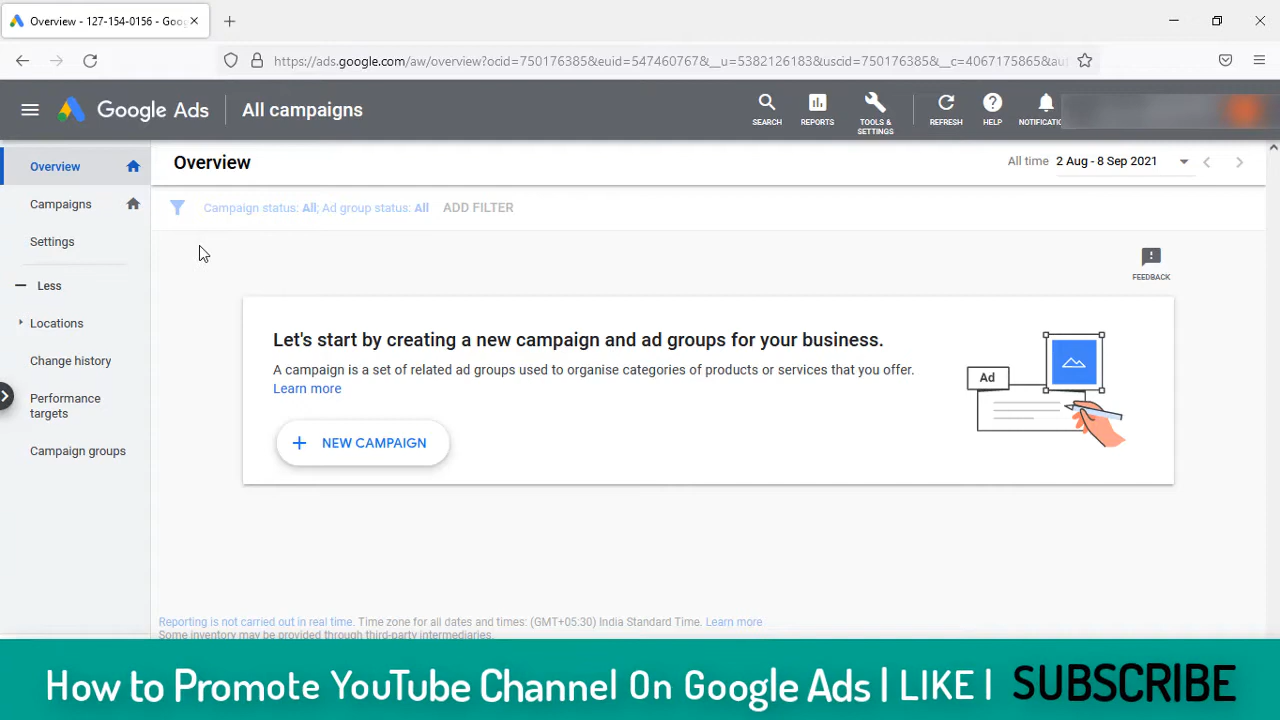 Overview - 127-154-0156 - Goo
https://ads.google.com/aw/overview?ocid=750176385&euid=547460767&__u=5382126183&uscid=750176385&__c=4067175865&au
Google Ads
All campaigns
SEARCH
REPORTS
TOOLS &
SETTINGS
REFRESH
HELP
NOTIFICATIO
Overview
Campaigns
Settings
Less
Locations
Change history
Performance
targets
Campaign groups
Overview
All time 2 Aug - 8 Sep 2021
Campaign status: All; Ad group status: All ADD FILTER
FEEDBACK
Let's start by creating a new campaign and ad groups for your business.
A campaign is a set of related ad groups used to organise categories of products or services that you offer.
Learn more
+ NEW CAMPAIGN
Ad
Reporting is not carried out in real time. Time zone for all dates and times: (GMT+05:30) India Standard Time. Learn more
Some inventory may be provided through third-party intermediaries.
How to Promote YouTube Channel On Google Ads | LIKE | SUBSCRIBE